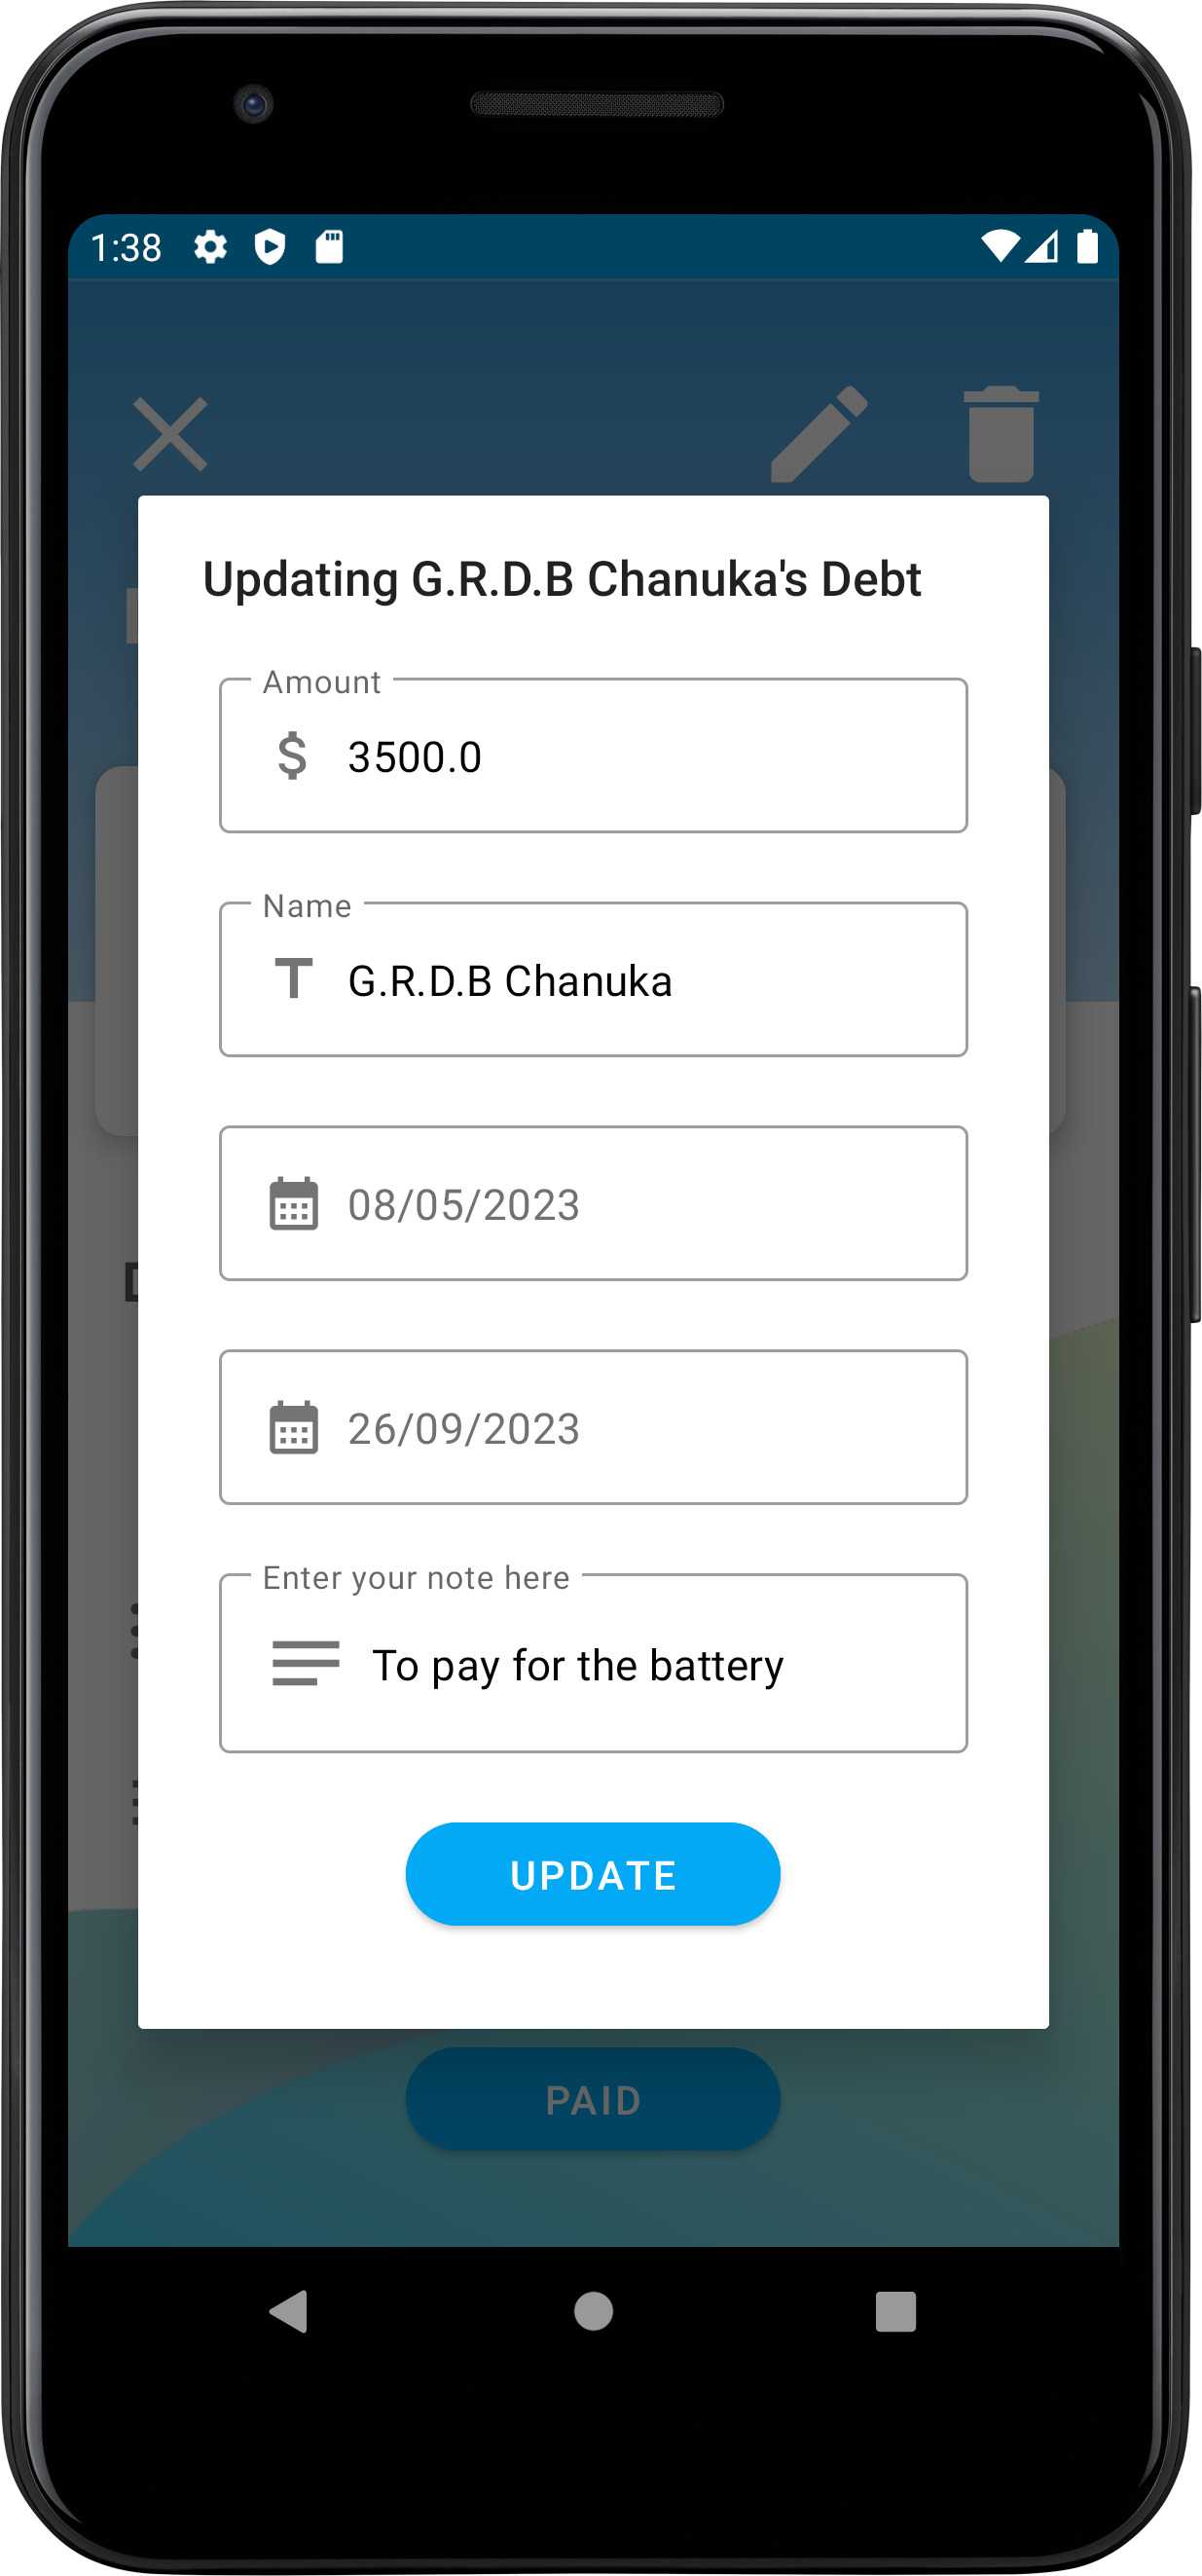 1:38
Updating G.R.D.B Chanuka's Debt
Amount
$ 3500.0
Name
G.R.D.B Chanuka
08/05/2023
26/09/2023
Enter your note here
To pay for the battery
UPDATE
PAID